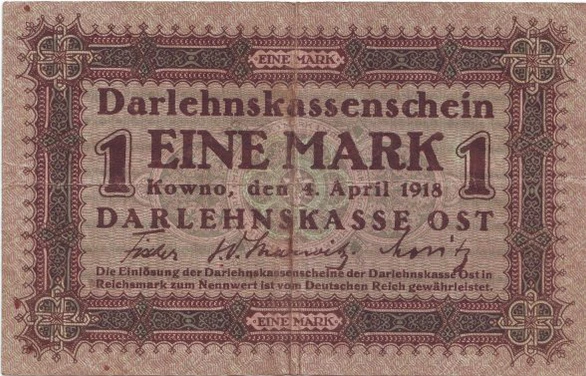 EINE MARK
Darlehnskassenschein
1 EINE MARK 1
Kowno, den 4. April 1918
DARLEHNSKASSE OST
Die Einlösung der Darlehnskassenscheine der Darlehnskasse Ost in
Reichsmark zum Nennwert ist vom Deutschen Reich gewährleistet.
EINE MARK